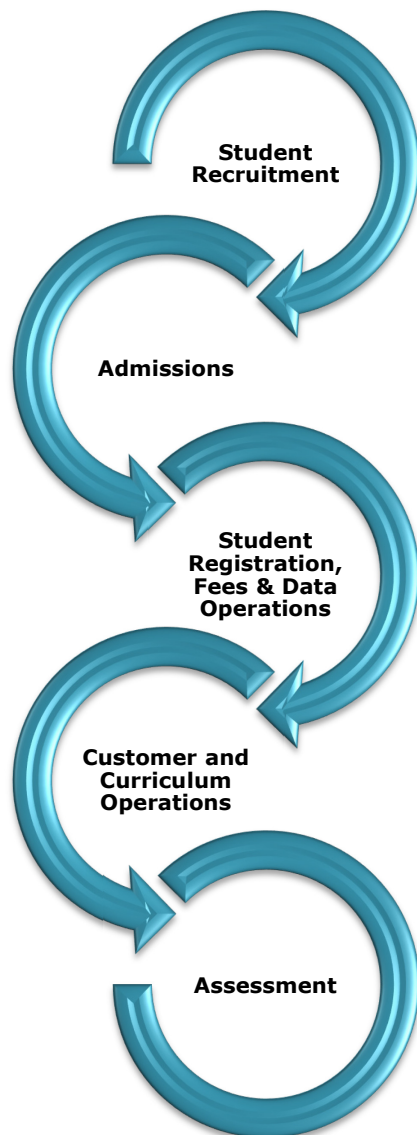 Student
Recruitment
Admissions
Student
Registration,
Fees & Data
Operations
Customer and
Curriculum
Operations
Assessment